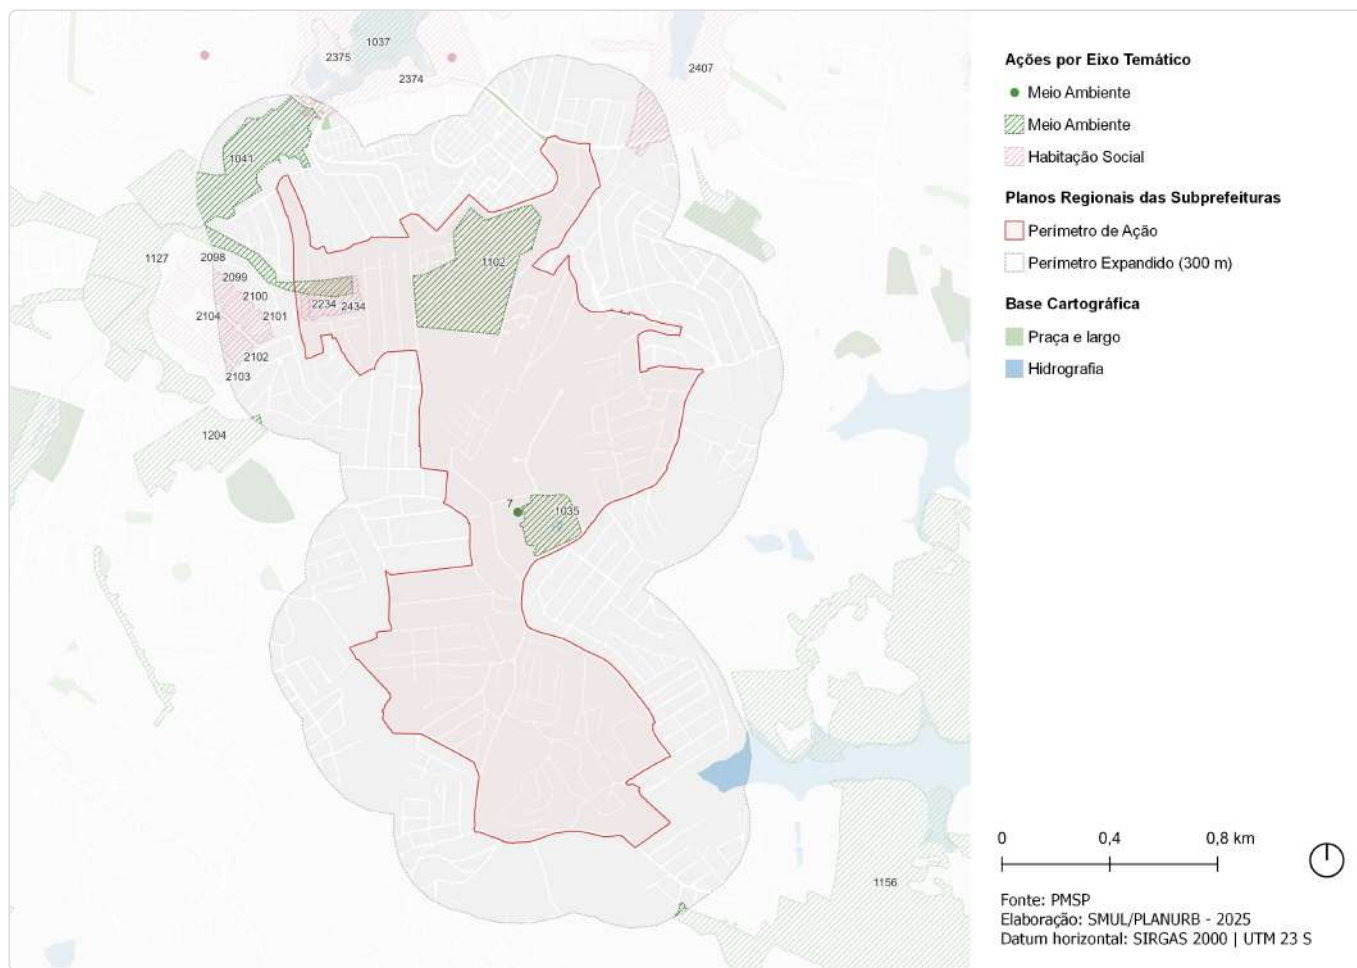 1037
2375
2374
2407
1041
1127
2098
2099
2100
2104
2101
2102
2103
2234
2434
1102
1204
7
1035
1156
Ações por Eixo Temático
Meio Ambiente
Meio Ambiente
Habitação Social
Planos Regionais das Subprefeituras
Perímetro de Ação
Perímetro Expandido (300 m)
Base Cartográfica
Praça e largo
Hidrografia
0 0,4 0,8 km
Fonte: PMSP
Elaboração: SMUL/PLANURB - 2025
Datum horizontal: SIRGAS 2000 | UTM 23 S